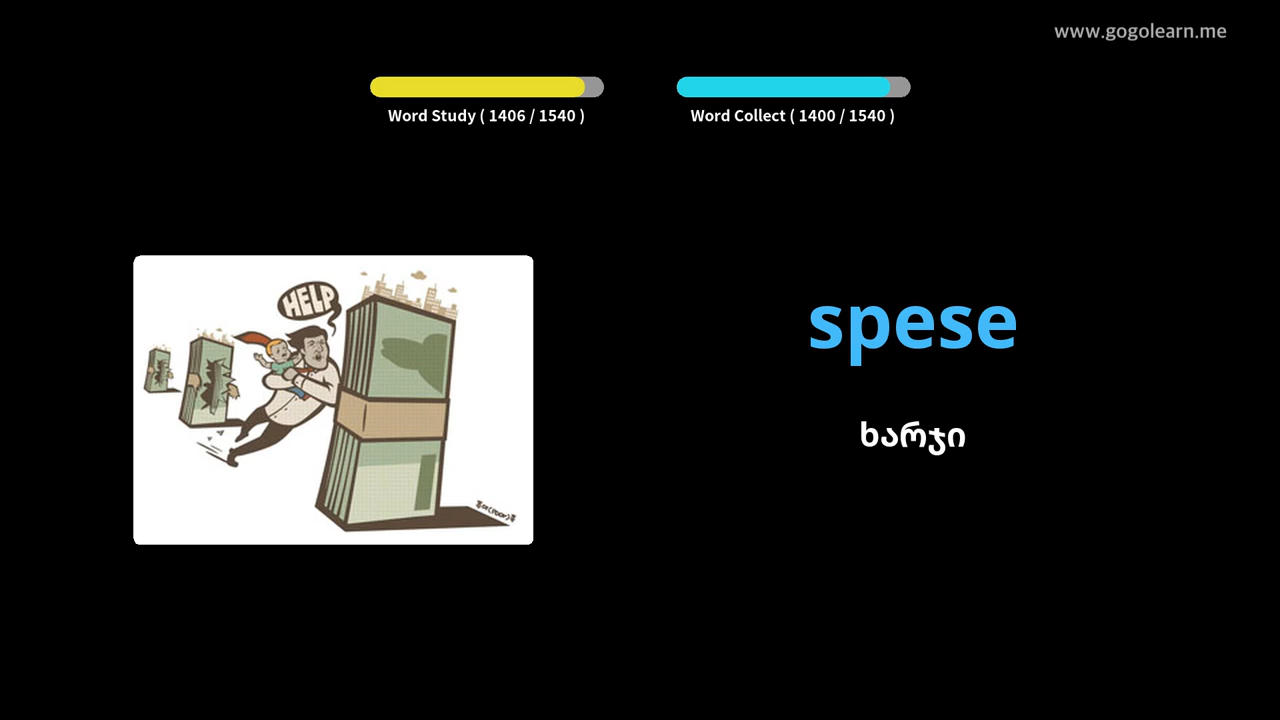 www.gogolearn.me
Word Study ( 1406 / 1540 )
Word Collect ( 1400 / 1540 )
HELP
spese
ხარჯი